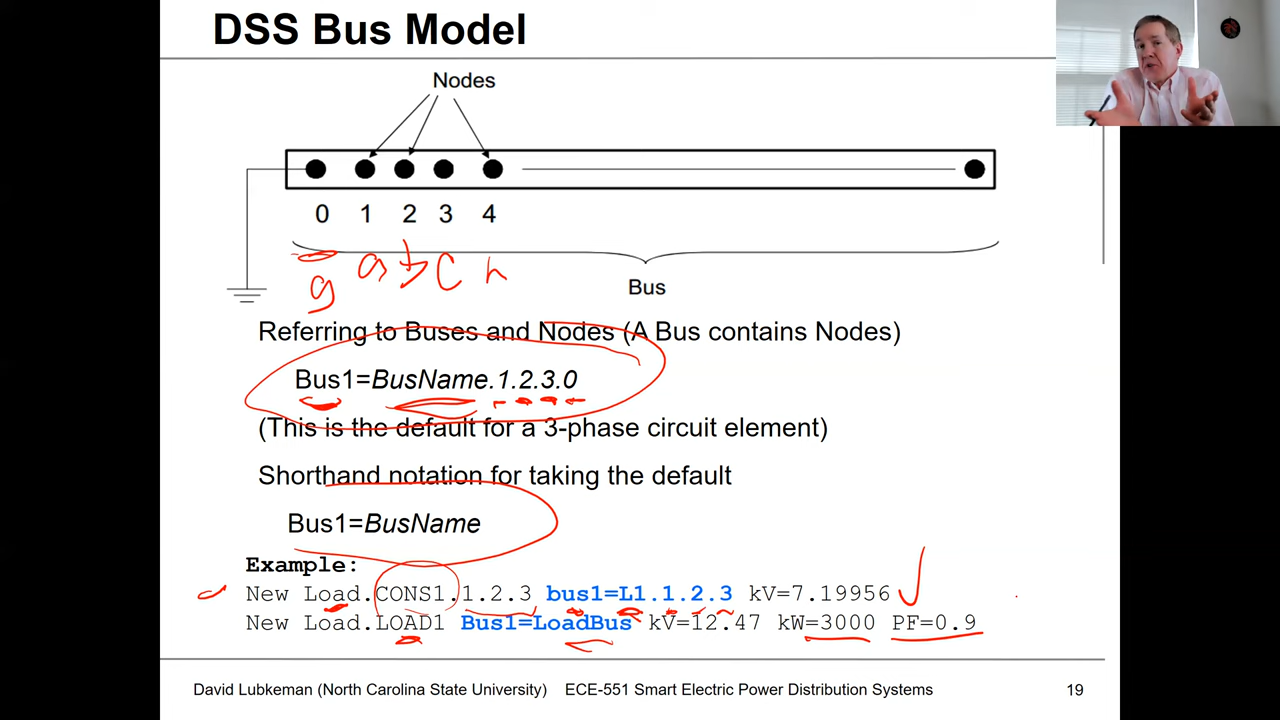 DSS Bus Model
Nodes
0 1 2 3 4
g a b c n
Bus
Referring to Buses and Nodes (A Bus contains Nodes)
Bus1=BusName.1.2.3.0
(This is the default for a 3-phase circuit element)
Shorthand notation for taking the default
Bus1=BusName
Example:
New Load.CONS1.1.2.3 bus1=L1.1.2.3 kV=7.19956
New Load.LOAD1 Bus1=LoadBus kV=12.47 kW=3000 PF=0.9
David Lubkeman (North Carolina State University) ECE-551 Smart Electric Power Distribution Systems 19